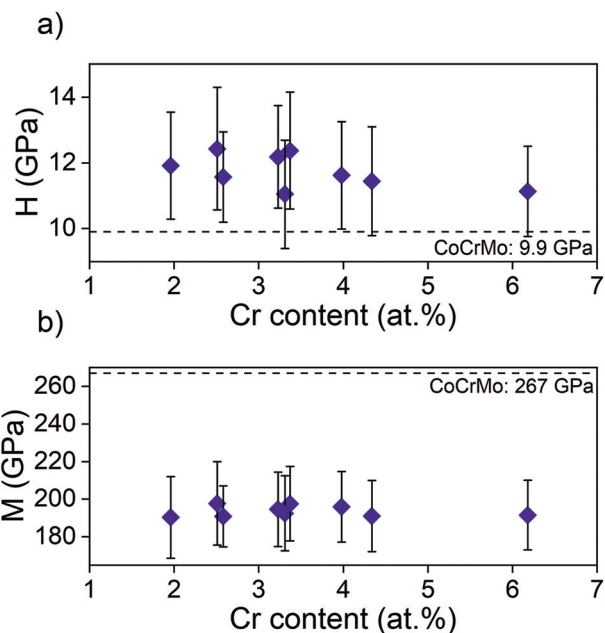 a)
14
12
10
H (GPa)
CoCrMo: 9.9 GPa
1 2 3 4 5 6 7
Cr content (at.%)
b)
260
240
220
200
180
M (GPa)
CoCrMo: 267 GPa
1 2 3 4 5 6 7
Cr content (at.%)